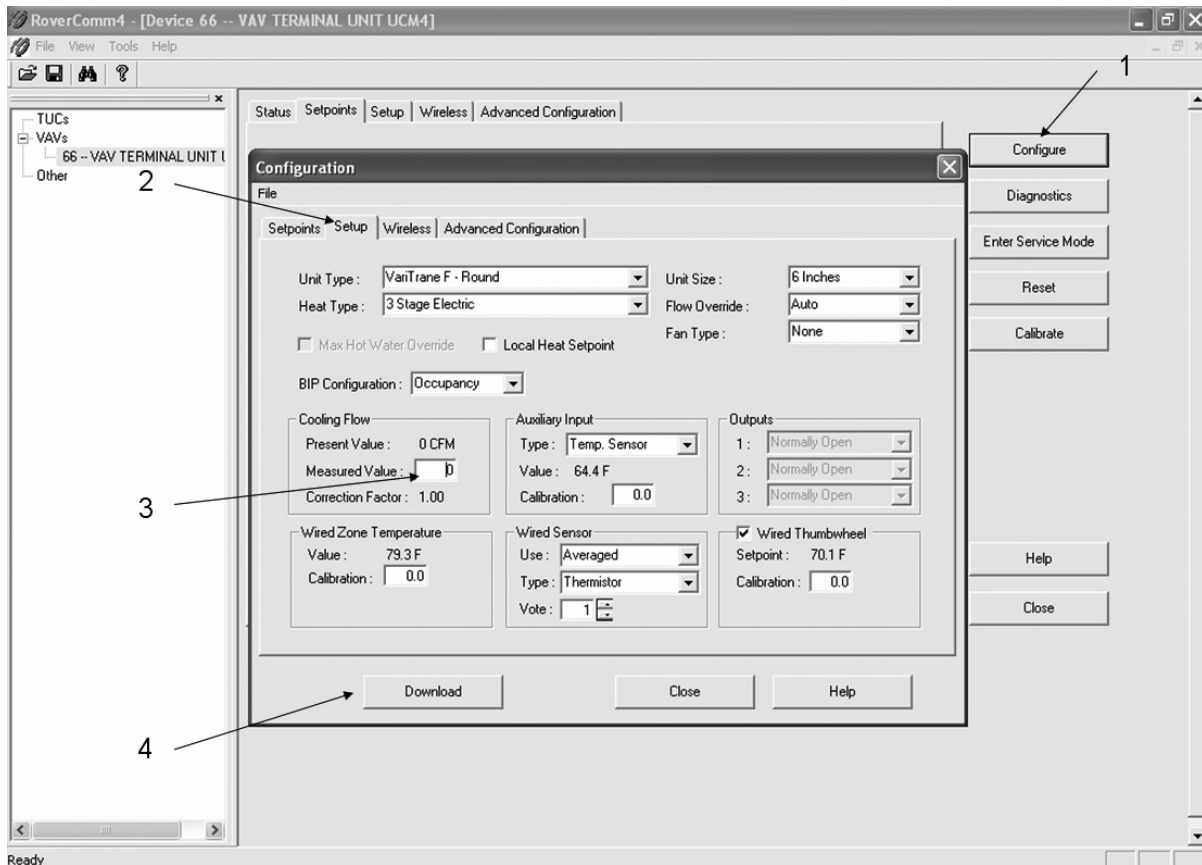 RoverComm4 - [Device 66 -- VAV TERMINAL UNIT UCM4]
File View Tools Help
1
TUCs
VAVs
66 -- VAV TERMINAL UNIT U
Other
Status Setpoints Setup Wireless Advanced Configuration
Configure
Diagnostics
Enter Service Mode
Reset
Calibrate
Help
Close
2
Configuration
File
Setpoints Setup Wireless Advanced Configuration
Unit Type : VariTrane F - Round Unit Size : 6 Inches
Heat Type : 3 Stage Electric Flow Override : Auto
Fan Type : None
Max Hot Water Override Local Heat Setpoint
BIP Configuration : Occupancy
Cooling Flow
Present Value : 0 CFM
Measured Value : 0
Correction Factor : 1.00
3
Auxiliary Input
Type : Temp. Sensor
Value : 64.4 F
Calibration : 0.0
Outputs
1 : Normally Open
2 : Normally Open
3 : Normally Open
Wired Zone Temperature
Value : 79.3 F
Calibration : 0.0
Wired Sensor
Use : Averaged
Type : Thermistor
Vote : 1
Wired Thumbwheel
Setpoint : 70.1 F
Calibration : 0.0
Download Close Help
4
Ready